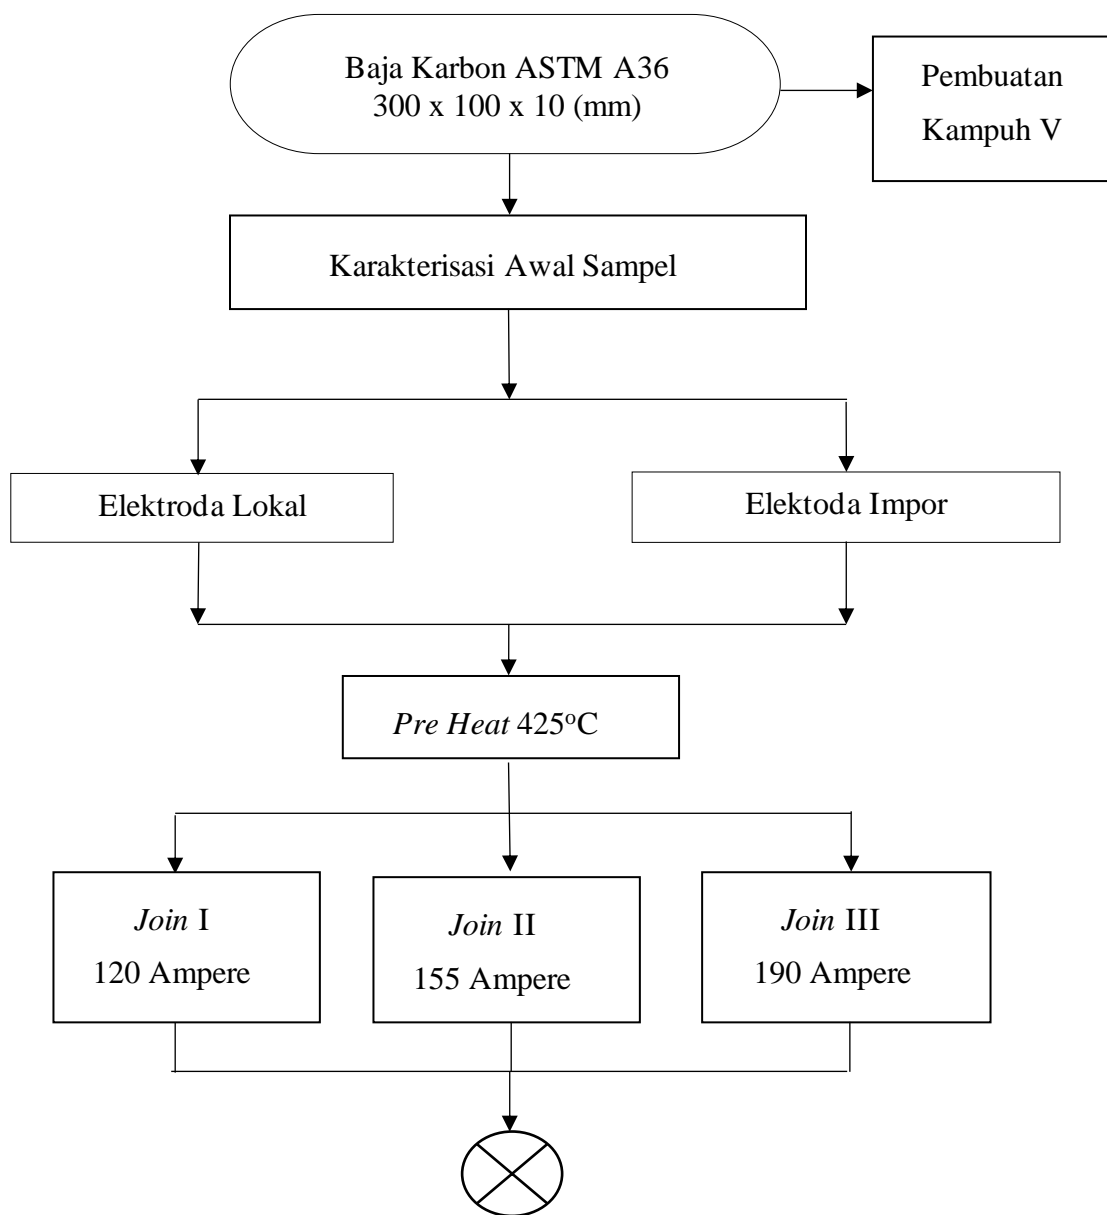 Baja Karbon ASTM A36
300 x 100 x 10 (mm)
Pembuatan
Kampuh V
Karakterisasi Awal Sampel
Elektroda Lokal
Elektoda Impor
Pre Heat 425°C
Join I
120 Ampere
Join II
155 Ampere
Join III
190 Ampere